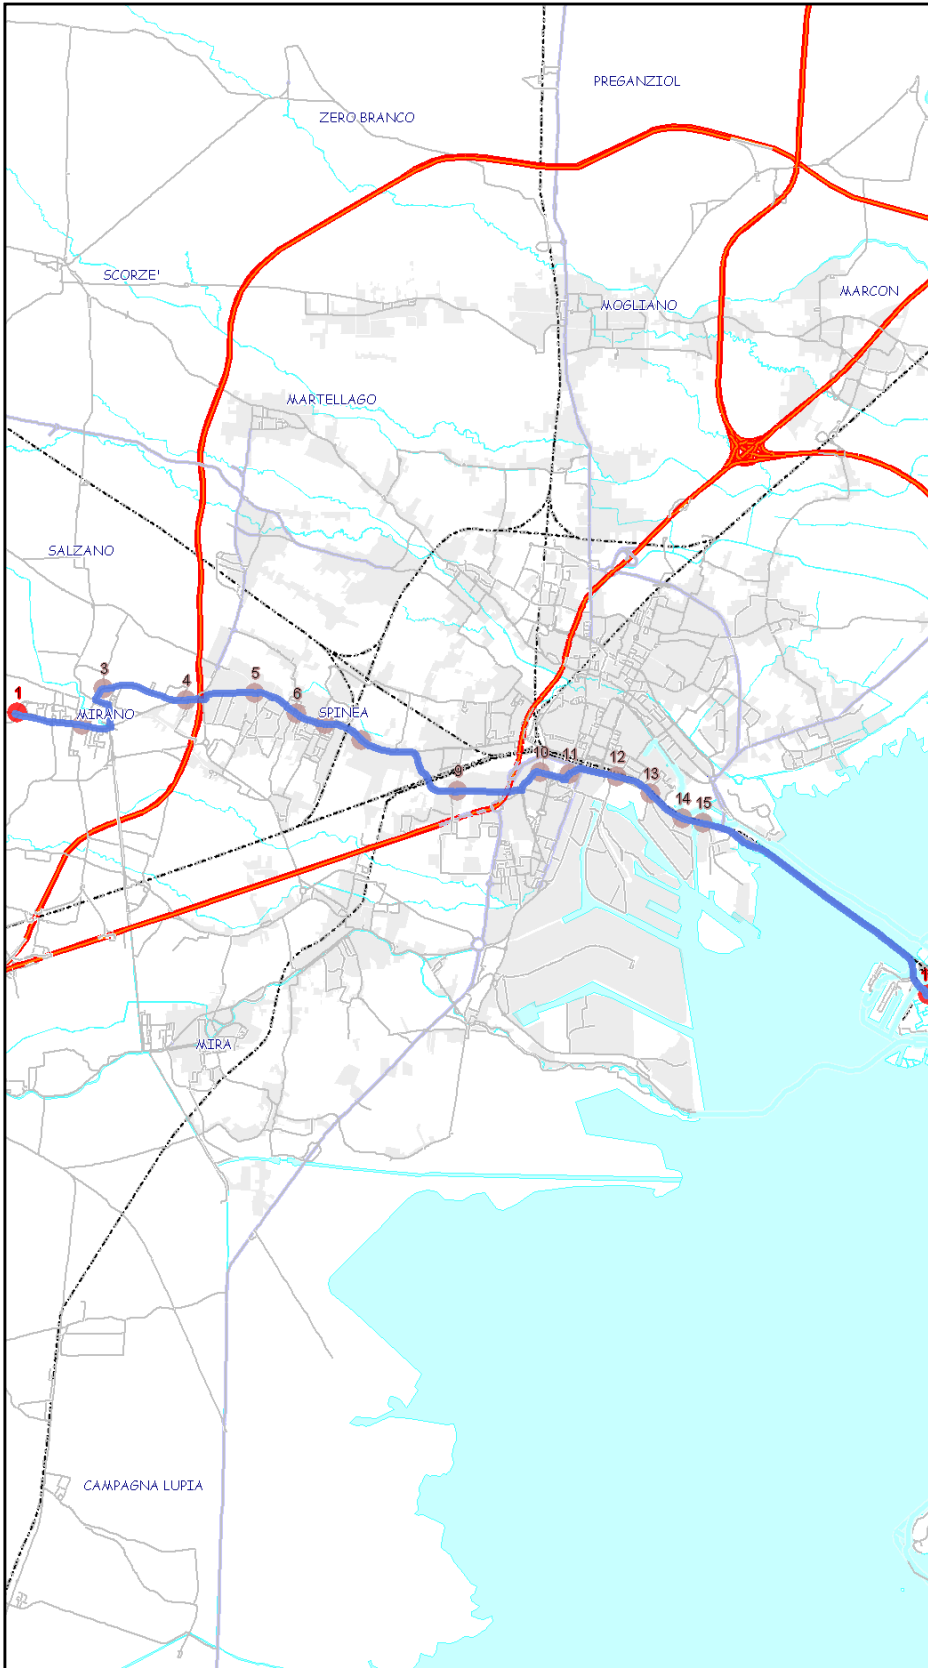 PREGANZIOL
ZERO BRANCO
SCORZE'
MOGLIANO
MARCON
MARTELLAGO
SALZANO
3
4
5
1
6
MIRANO
SPINEA
9
10
11
12
13
14
15
1
MIRA
CAMPAGNA LUPIA